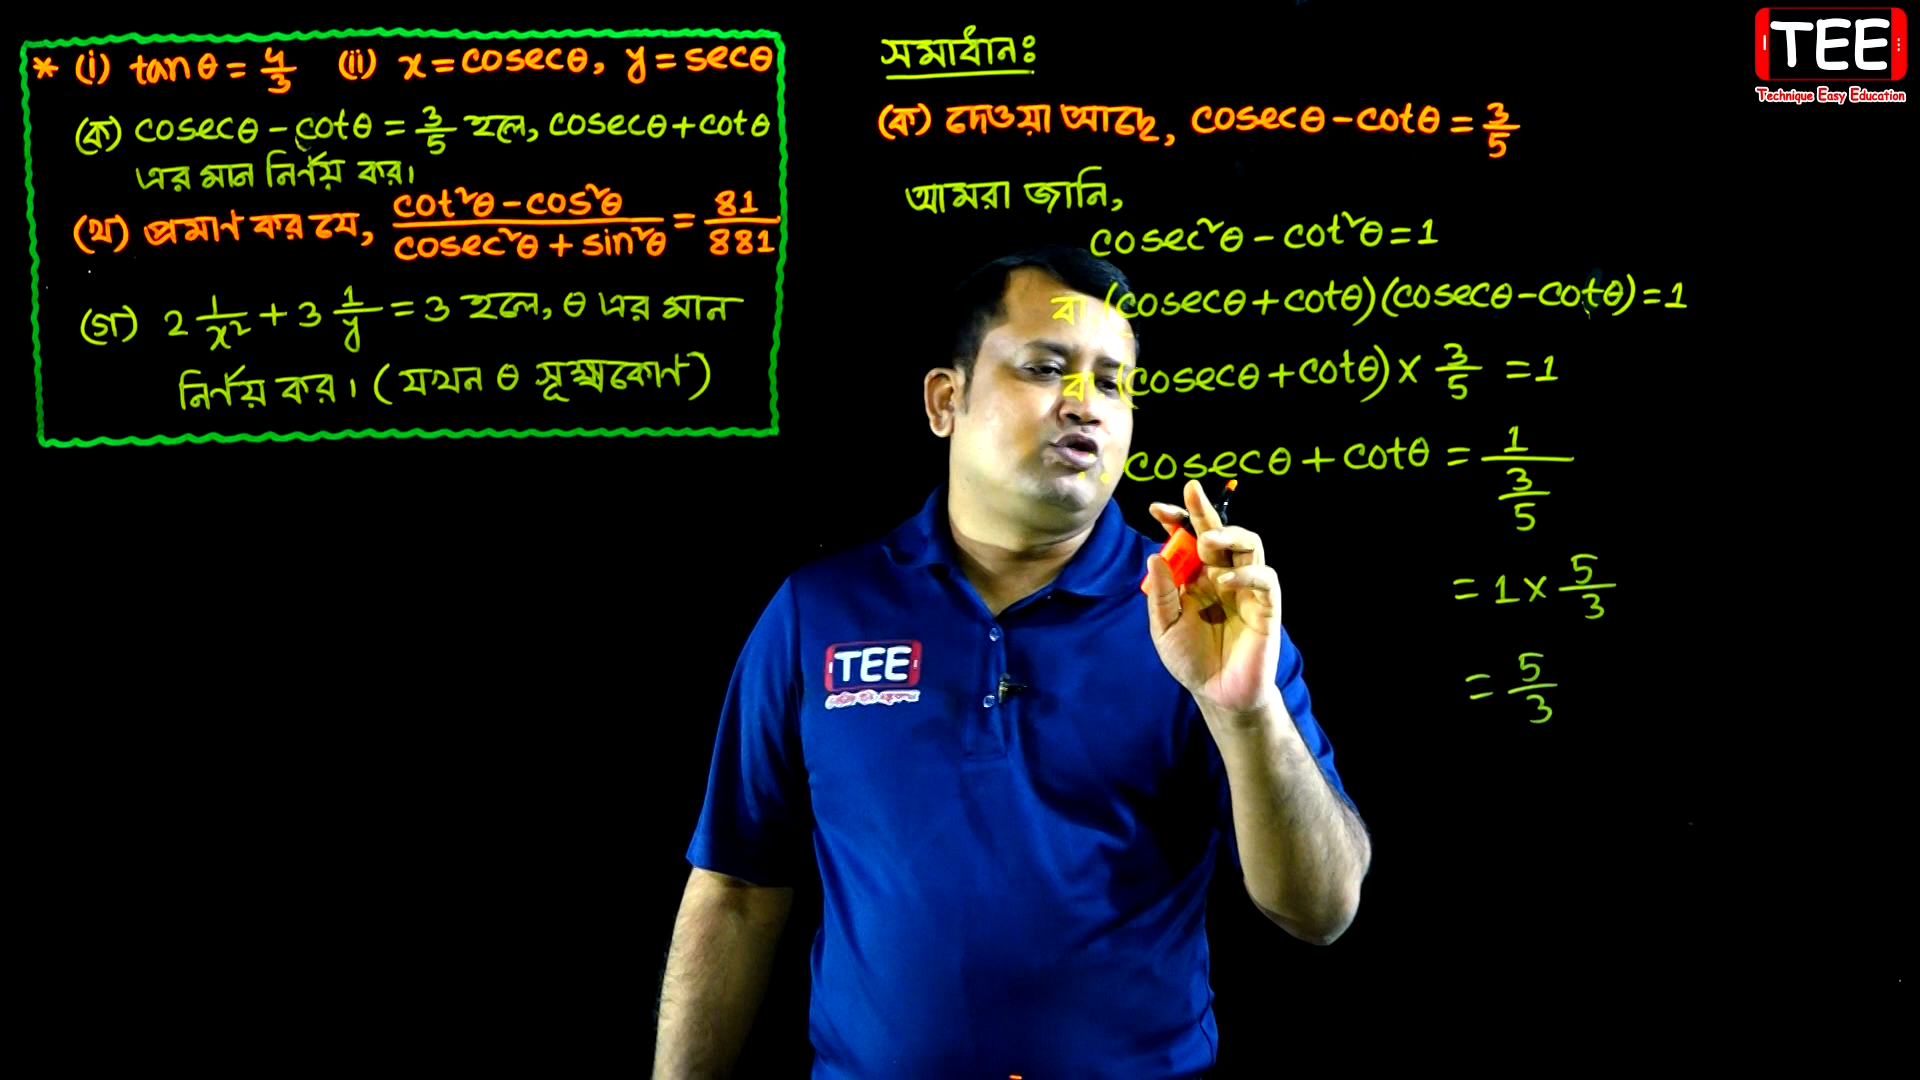 * (i) tanθ = 4/3 (ii) x = cosecθ, y = secθ
(ক) cosecθ - cotθ = 3/5 হলে, cosecθ + cotθ
এর মান নির্ণয় কর।
(খ) প্রমাণ কর যে, (cot²θ - cos²θ)/(cosec²θ + sin²θ) = 81/881
(গ) 2 1/x² + 3 1/y = 3 হলে, θ এর মান
নির্ণয় কর। (যখন θ সূক্ষ্মকোণ)
সমাধানঃ
(ক) দেওয়া আছে, cosecθ - cotθ = 3/5
আমরা জানি,
cosec²θ - cot²θ = 1
বা (cosecθ + cotθ)(cosecθ - cotθ) = 1
বা (cosecθ + cotθ) × 3/5 = 1
∴ cosecθ + cotθ = 1/(3/5)
= 1 × 5/3
= 5/3
TEE
Technique Easy Education
TEE